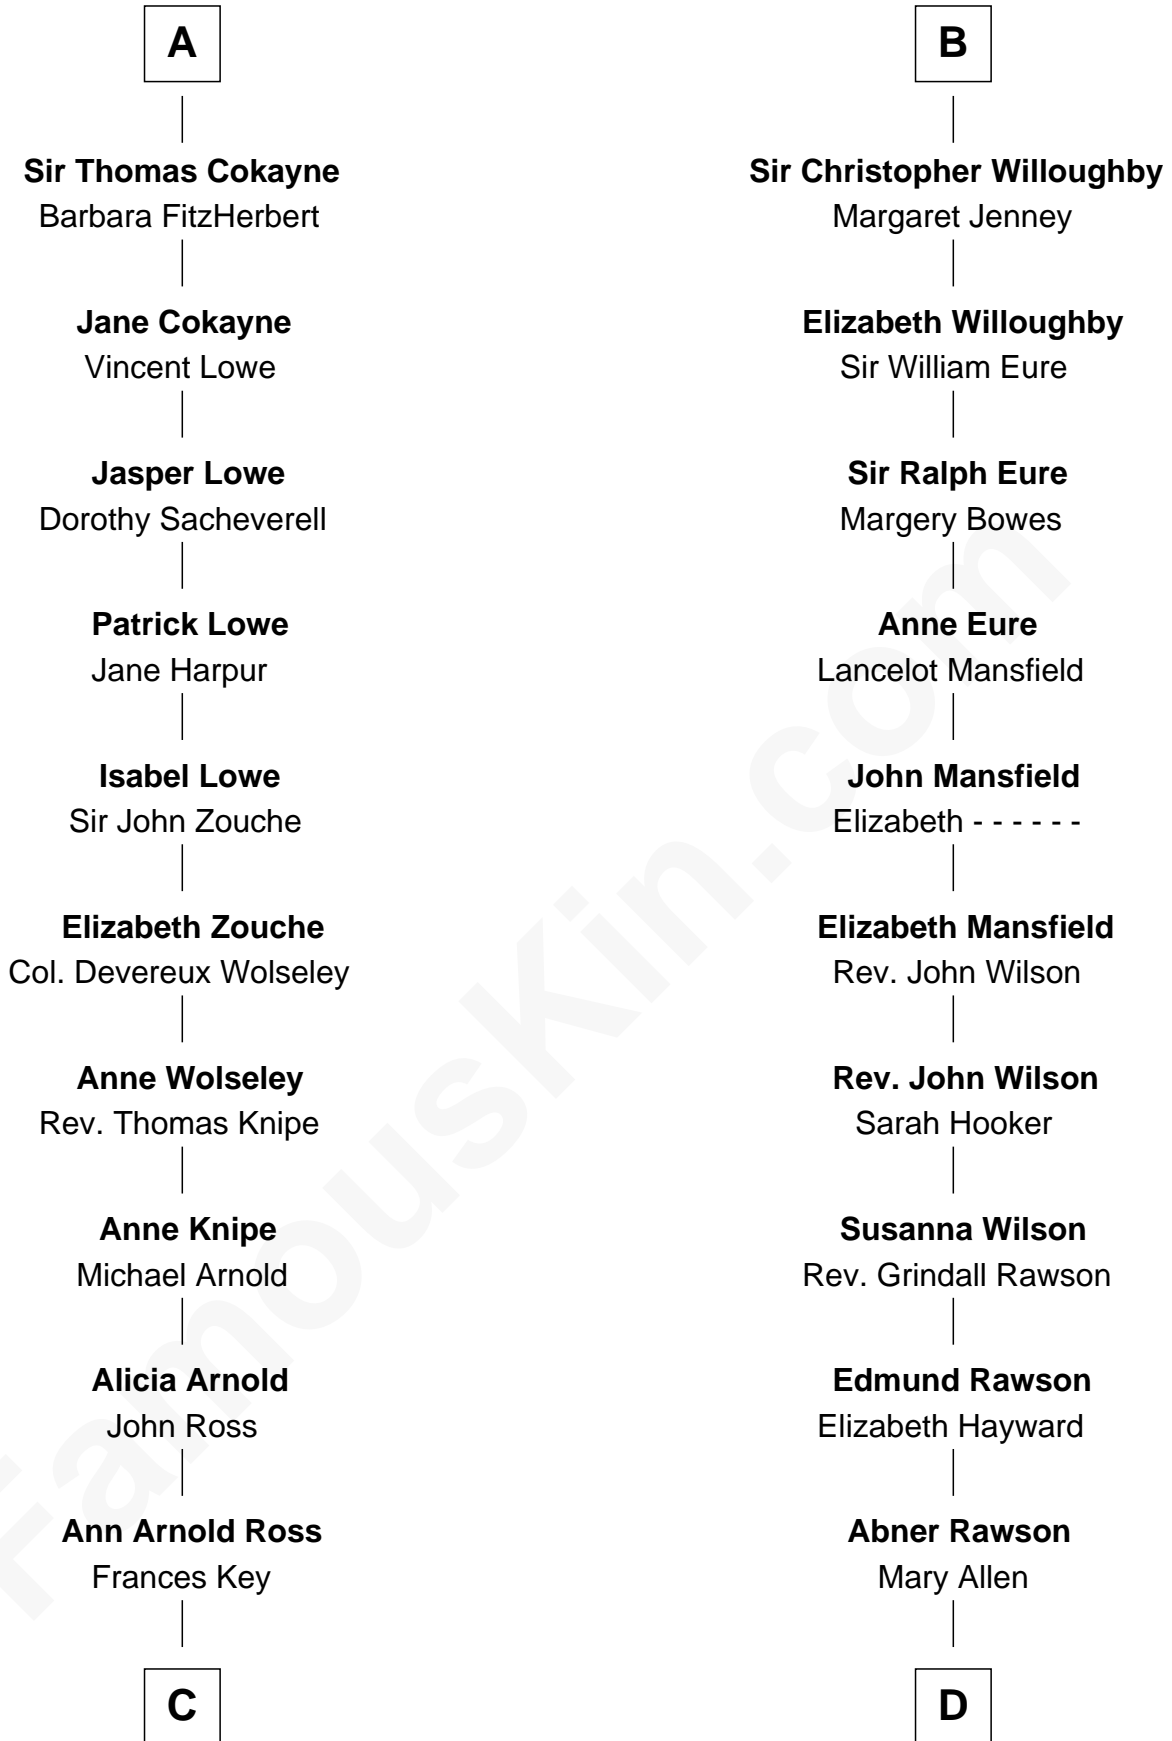 A
Sir Thomas Cokayne
Barbara FitzHerbert
Jane Cokayne
Vincent Lowe
Jasper Lowe
Dorothy Sacheverell
Patrick Lowe
Jane Harpur
Isabel Lowe
Sir John Zouche
Elizabeth Zouche
Col. Devereux Wolseley
Anne Wolseley
Rev. Thomas Knipe
Anne Knipe
Michael Arnold
Alicia Arnold
John Ross
Ann Arnold Ross
Frances Key
C
B
Sir Christopher Willoughby
Margaret Jenney
Elizabeth Willoughby
Sir William Eure
Sir Ralph Eure
Margery Bowes
Anne Eure
Lancelot Mansfield
John Mansfield
Elizabeth - - - - - -
Elizabeth Mansfield
Rev. John Wilson
Rev. John Wilson
Sarah Hooker
Susanna Wilson
Rev. Grindall Rawson
Edmund Rawson
Elizabeth Hayward
Abner Rawson
Mary Allen
D
FamousKin.com